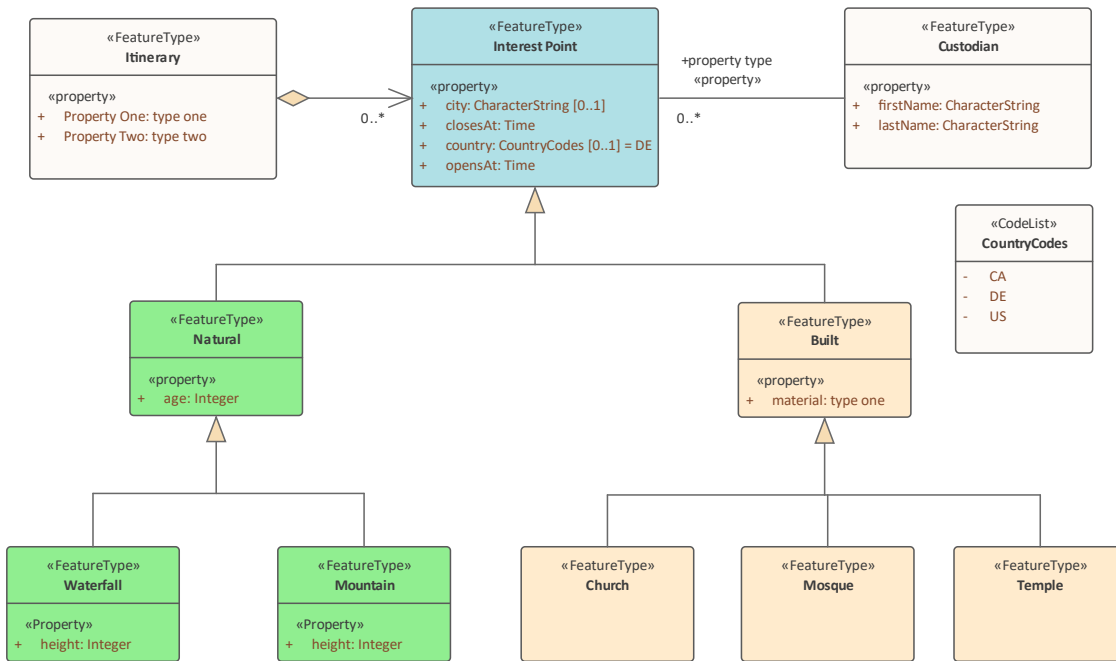 «FeatureType»
Itinerary
«property»
+ Property One: type one
+ Property Two: type two
0..*
«FeatureType»
Interest Point
«property»
+ city: CharacterString [0..1]
+ closesAt: Time
+ country: CountryCodes [0..1] = DE
+ opensAt: Time
+property type
«property»
0..*
«FeatureType»
Custodian
«property»
+ firstName: CharacterString
+ lastName: CharacterString
«CodeList»
CountryCodes
- CA
- DE
- US
«FeatureType»
Natural
«property»
+ age: Integer
«FeatureType»
Built
«property»
+ material: type one
«FeatureType»
Waterfall
«Property»
+ height: Integer
«FeatureType»
Mountain
«Property»
+ height: Integer
«FeatureType»
Church
«FeatureType»
Mosque
«FeatureType»
Temple